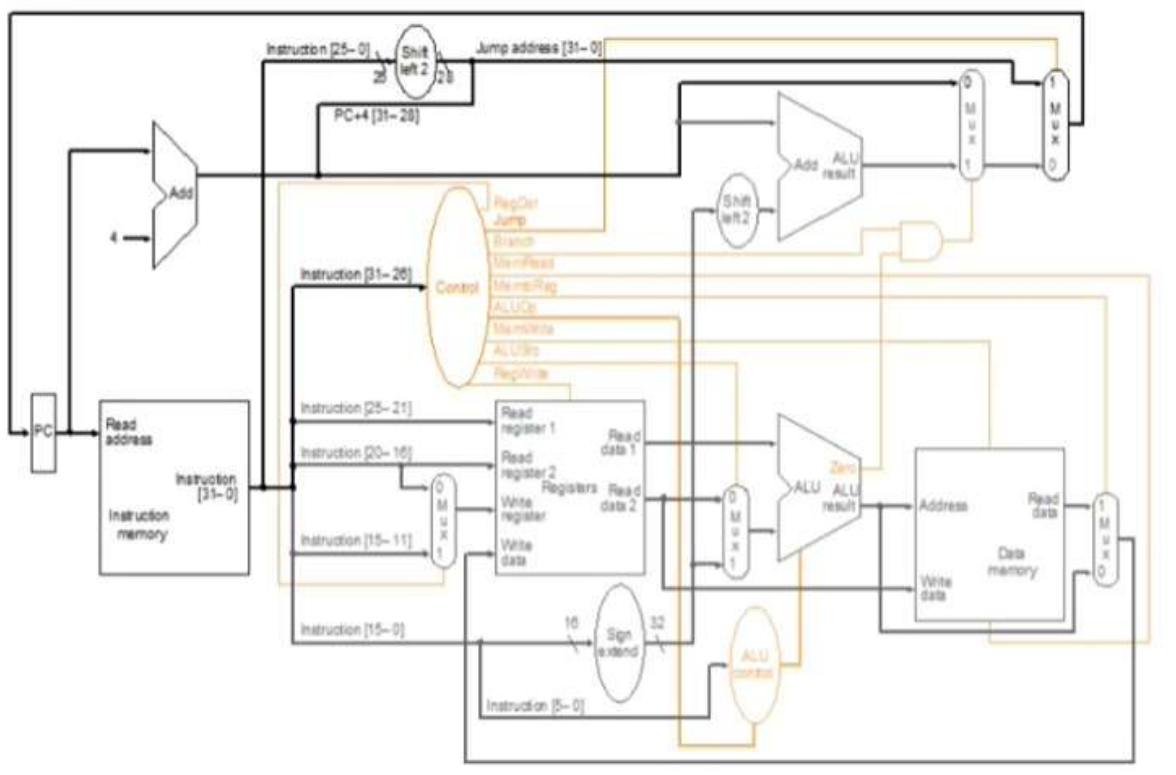 Instruction [25–0]
Shift
left 2
Jump address [31–0]
28
PC+4 [31–28]
0
M
u
x
1
1
M
u
x
0
Add
ALU
result
Add
4
Shift
left 2
RegDst
Jump
Branch
MemRead
MemtoReg
ALUOp
MemWrite
ALUSrc
RegWrite
Instruction [31–26]
Control
PC
Read
address
Instruction
[31–0]
Instruction
memory
Instruction [25–21]
Instruction [20–16]
Instruction [15–11]
Instruction [15–0]
Instruction [5–0]
0
M
u
x
1
Read
register 1
Read
register 2
Write
register
Write
data
Registers
Read
data 1
Read
data 2
0
M
u
x
1
Zero
ALU
ALU
result
Address
Read
data
Data
memory
Write
data
1
M
u
x
0
16
Sign
extend
32
ALU
control